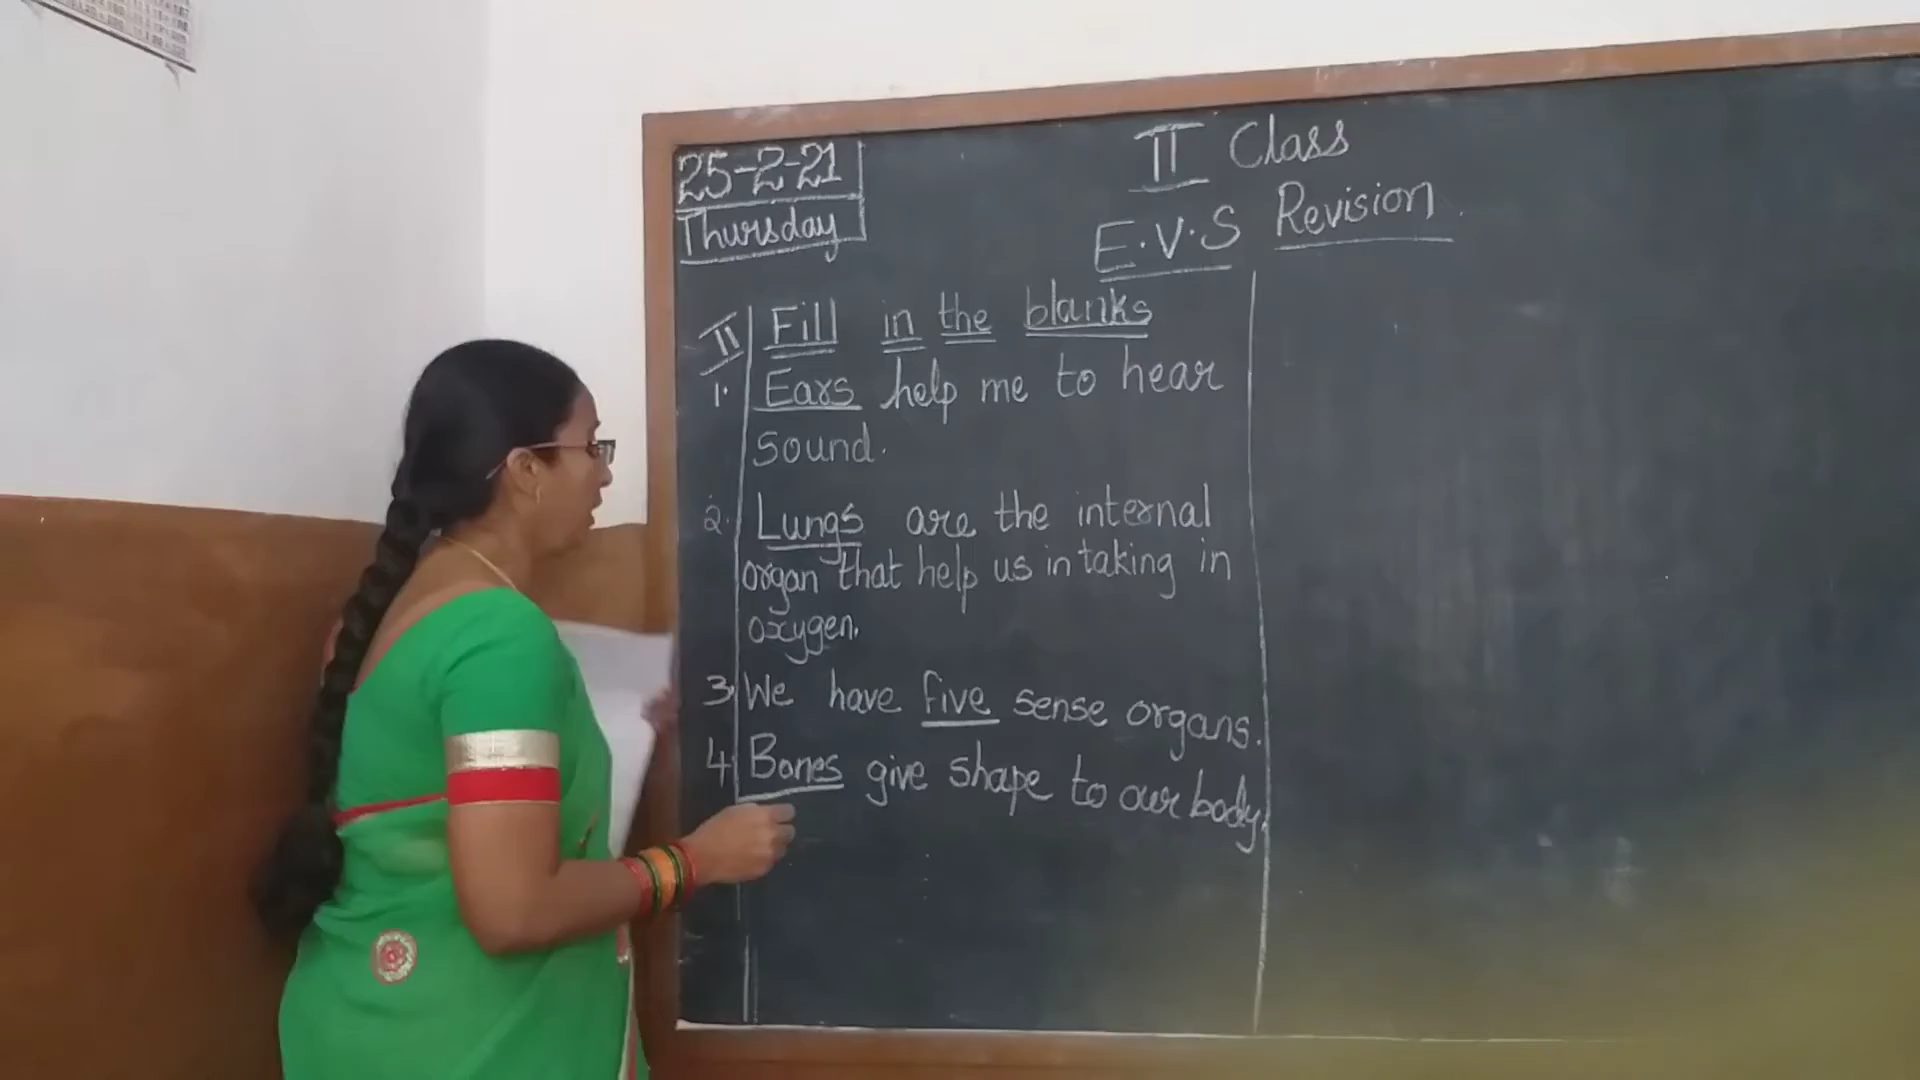 25-2-21
Thursday
II Class
E.V.S Revision
II Fill in the blanks
1. Ears help me to hear
sound.
2. Lungs are the internal
organ that help us in taking in
oxygen.
3 We have five sense organs.
4 Bones give shape to our body.